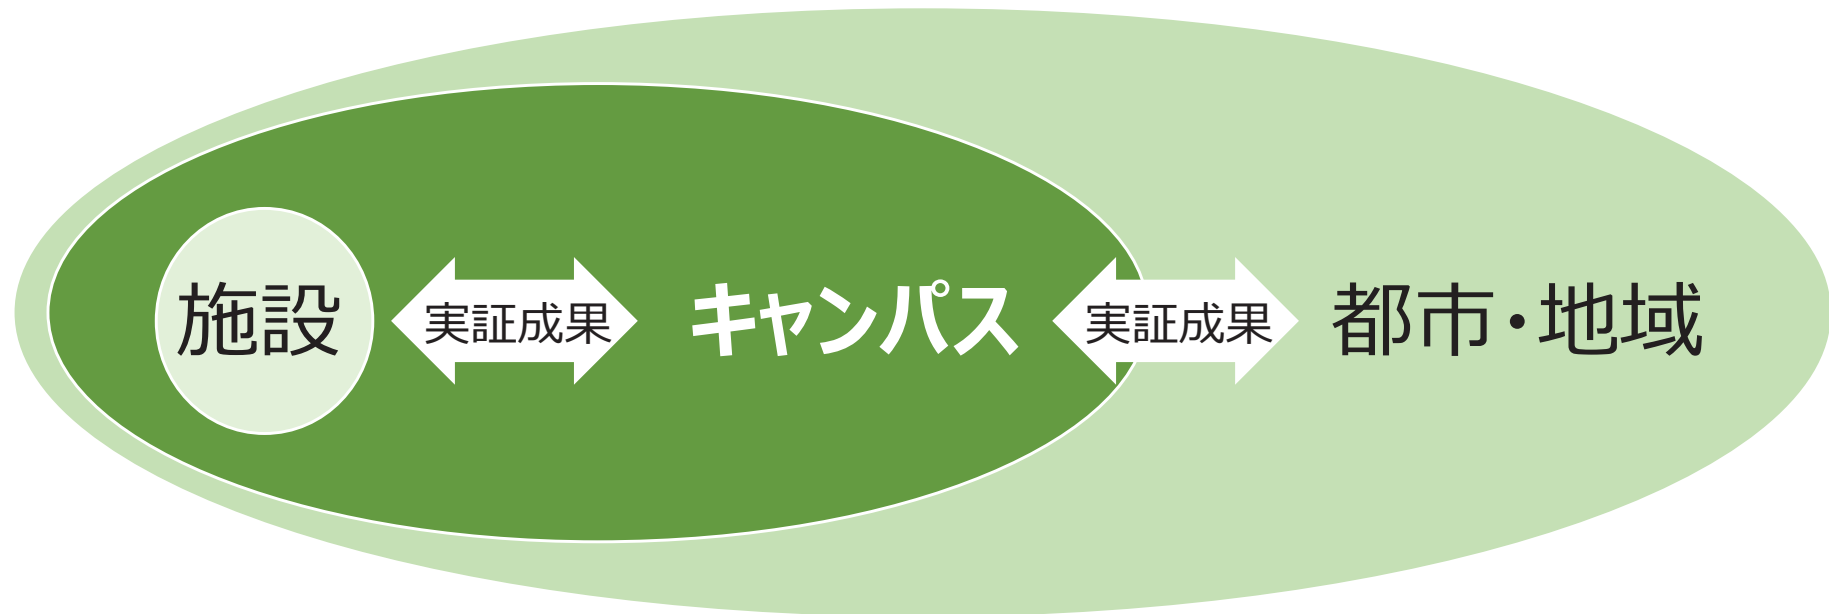 施設
実証成果
キャンパス
実証成果
都市・地域